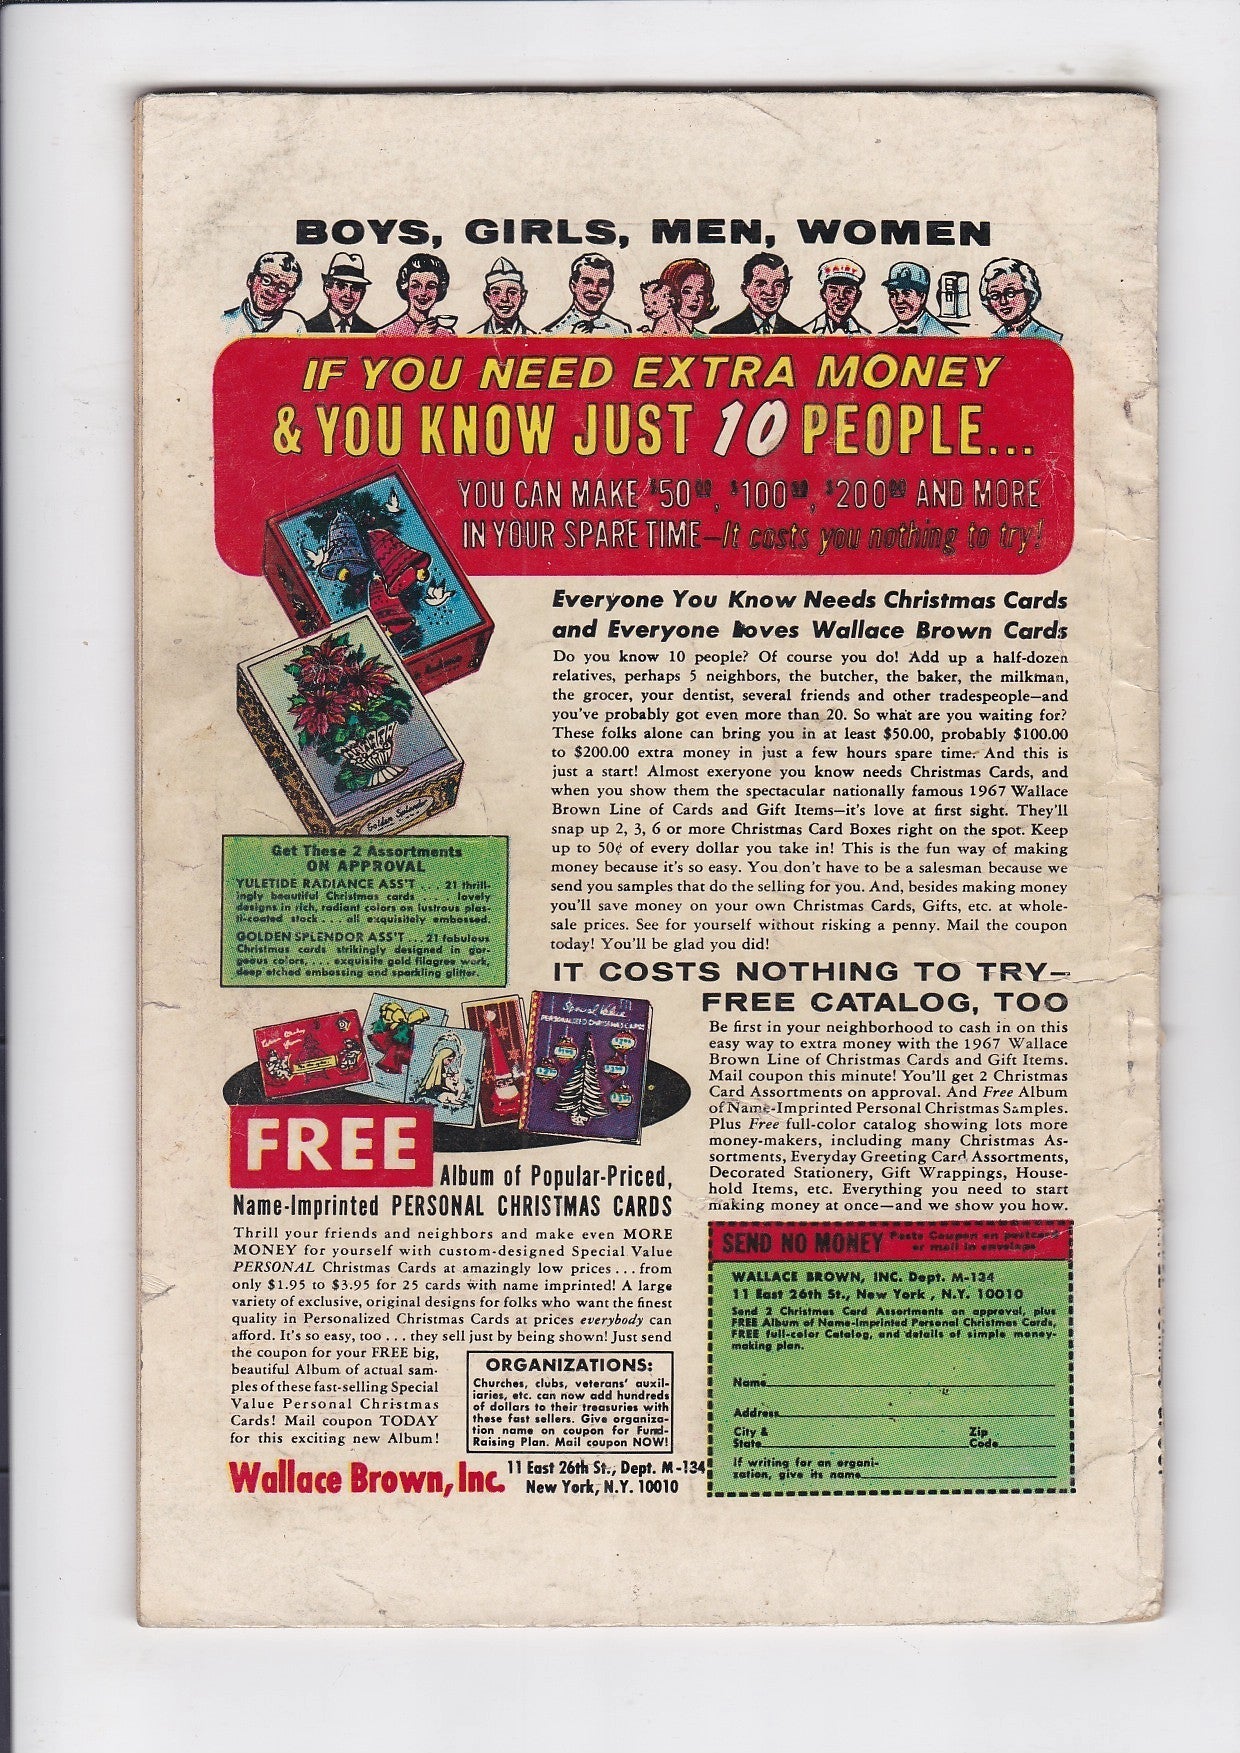 BOYS, GIRLS, MEN, WOMEN
DAIRY
IF YOU NEED EXTRA MONEY
& YOU KNOW JUST 10 PEOPLE...
YOU CAN MAKE $50.00, $100.00, $200.00 AND MORE
IN YOUR SPARE TIME—It costs you nothing to try!
Everyone You Know Needs Christmas Cards
and Everyone Loves Wallace Brown Cards
Do you know 10 people? Of course you do! Add up a half-dozen
relatives, perhaps 5 neighbors, the butcher, the baker, the milkman,
the grocer, your dentist, several friends and other tradespeople—and
you've probably got even more than 20. So what are you waiting for?
These folks alone can bring you in at least $50.00, probably $100.00
to $200.00 extra money in just a few hours spare time. And this is
just a start! Almost exeryone you know needs Christmas Cards, and
when you show them the spectacular nationally famous 1967 Wallace
Brown Line of Cards and Gift Items—it's love at first sight. They'll
snap up 2, 3, 6 or more Christmas Card Boxes right on the spot. Keep
up to 50¢ of every dollar you take in! This is the fun way of making
money because it's so easy. You don't have to be a salesman because we
send you samples that do the selling for you. And, besides making money
you'll save money on your own Christmas Cards, Gifts, etc. at whole-
sale prices. See for yourself without risking a penny. Mail the coupon
today! You'll be glad you did!
Golden Splendor
Get These 2 Assortments
ON APPROVAL
YULETIDE RADIANCE ASS'T . . . 21 thrill-
ingly beautiful Christmas cards . . . lovely
designs in rich, radiant colors on lustrous plas-
ti-coated stock . . . all exquisitely embossed.
GOLDEN SPLENDOR ASS'T . . . 21 fabulous
Christmas cards strikingly designed in gor-
geous colors, . . . exquisite gold filagree work,
deep etched embossing and sparkling glitter.
IT COSTS NOTHING TO TRY—
FREE CATALOG, TOO
Be first in your neighborhood to cash in on this
easy way to extra money with the 1967 Wallace
Brown Line of Christmas Cards and Gift Items.
Mail coupon this minute! You'll get 2 Christmas
Card Assortments on approval. And Free Album
of Name-Imprinted Personal Christmas Samples.
Plus Free full-color catalog showing lots more
money-makers, including many Christmas As-
sortments, Everyday Greeting Card Assortments,
Decorated Stationery, Gift Wrappings, House-
hold Items, etc. Everything you need to start
making money at once—and we show you how.
Special Value
PERSONALIZED CHRISTMAS CARDS
FREE
Album of Popular-Priced,
Name-Imprinted PERSONAL CHRISTMAS CARDS
Thrill your friends and neighbors and make even MORE
MONEY for yourself with custom-designed Special Value
PERSONAL Christmas Cards at amazingly low prices . . . from
only $1.95 to $3.95 for 25 cards with name imprinted! A large
variety of exclusive, original designs for folks who want the finest
quality in Personalized Christmas Cards at prices everybody can
afford. It's so easy, too . . . they sell just by being shown! Just send
the coupon for your FREE big,
beautiful Album of actual sam-
ples of these fast-selling Special
Value Personal Christmas
Cards! Mail coupon TODAY
for this exciting new Album!
ORGANIZATIONS:
Churches, clubs, veterans' auxil-
iaries, etc. can now add hundreds
of dollars to their treasuries with
these fast sellers. Give organiza-
tion name on coupon for Fund-
Raising Plan. Mail coupon NOW!
Wallace Brown, Inc. 11 East 26th St., Dept. M-134
New York, N.Y. 10010
SEND NO MONEY Paste Coupon on postcard
or mail in envelope
WALLACE BROWN, INC. Dept. M-134
11 East 26th St., New York , N.Y. 10010
Send 2 Christmas Card Assortments on approval, plus
FREE Album of Name-Imprinted Personal Christmas Cards,
FREE full-color Catalog, and details of simple money-
making plan.
Name
Address
City & State Zip Code
If writing for an organi-
zation, give its name